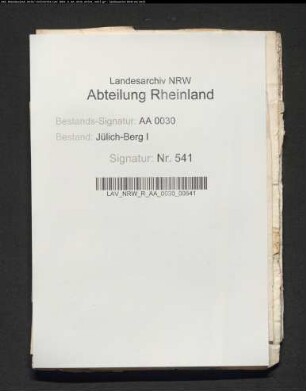 Landesarchiv NRW
Abteilung Rheinland
Bestands-Signatur: AA 0030
Bestand: Jülich-Berg I
Signatur: Nr. 541
LAV_NRW_R_AA_0030_00541